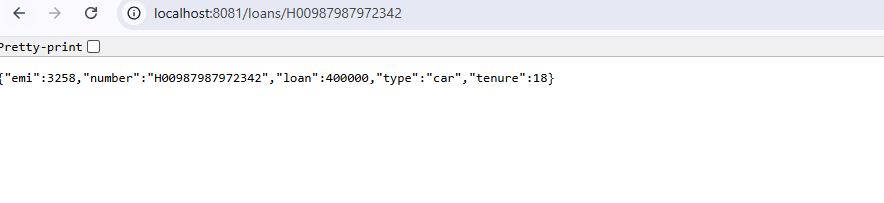 localhost:8081/loans/H00987987972342
Pretty-print
{"emi":3258,"number":"H00987987972342","loan":400000,"type":"car","tenure":18}